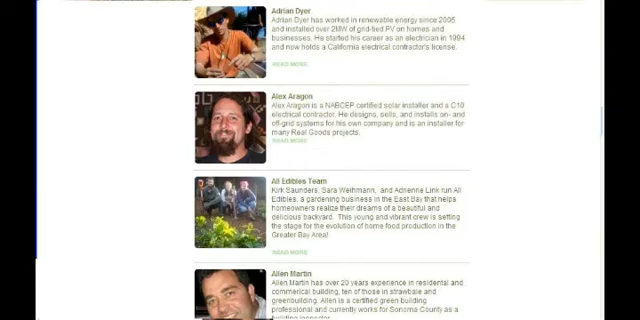 Adrian Dyer
Adrian Dyer has worked in renewable energy since 2005
and installed over 2MW of grid-tied PV on homes and
businesses. He started his career as an electrician in 1994
and now holds a California electrical contractor's license.
READ MORE
Alex Aragon
Alex Aragon is a NABCEP certified solar installer and a C10
electrical contractor. He designs, sells, and installs on- and
off-grid systems for his own company and is an installer for
many Real Goods projects.
READ MORE
All Edibles Team
Kirk Saunders, Sara Weihmann, and Adrienne Link run All
Edibles, a gardening business in the East Bay that helps
homeowners realize their dreams of a beautiful and
delicious backyard. This young and vibrant crew is setting
the stage for the evolution of home food production in the
Greater Bay Area!
READ MORE
Allen Martin
Allen Martin has over 20 years experience in residential and
commerical building, ten of those in strawbale and
greenbuilding. Allen is a certified green building
professional and currently works for Sonoma County as a
building inspector.